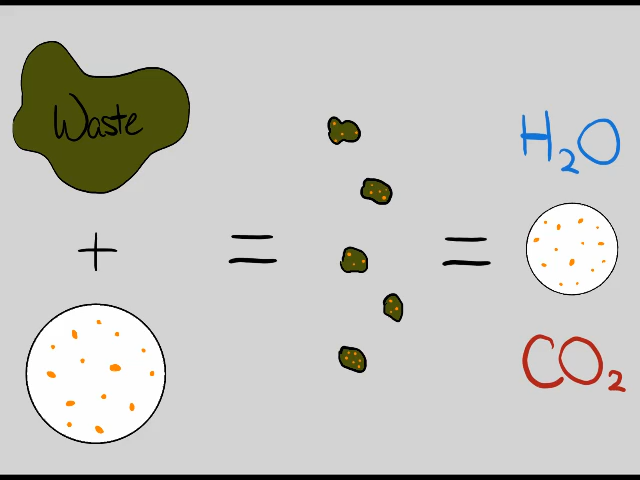 Waste
+
=
=
H₂O
CO₂